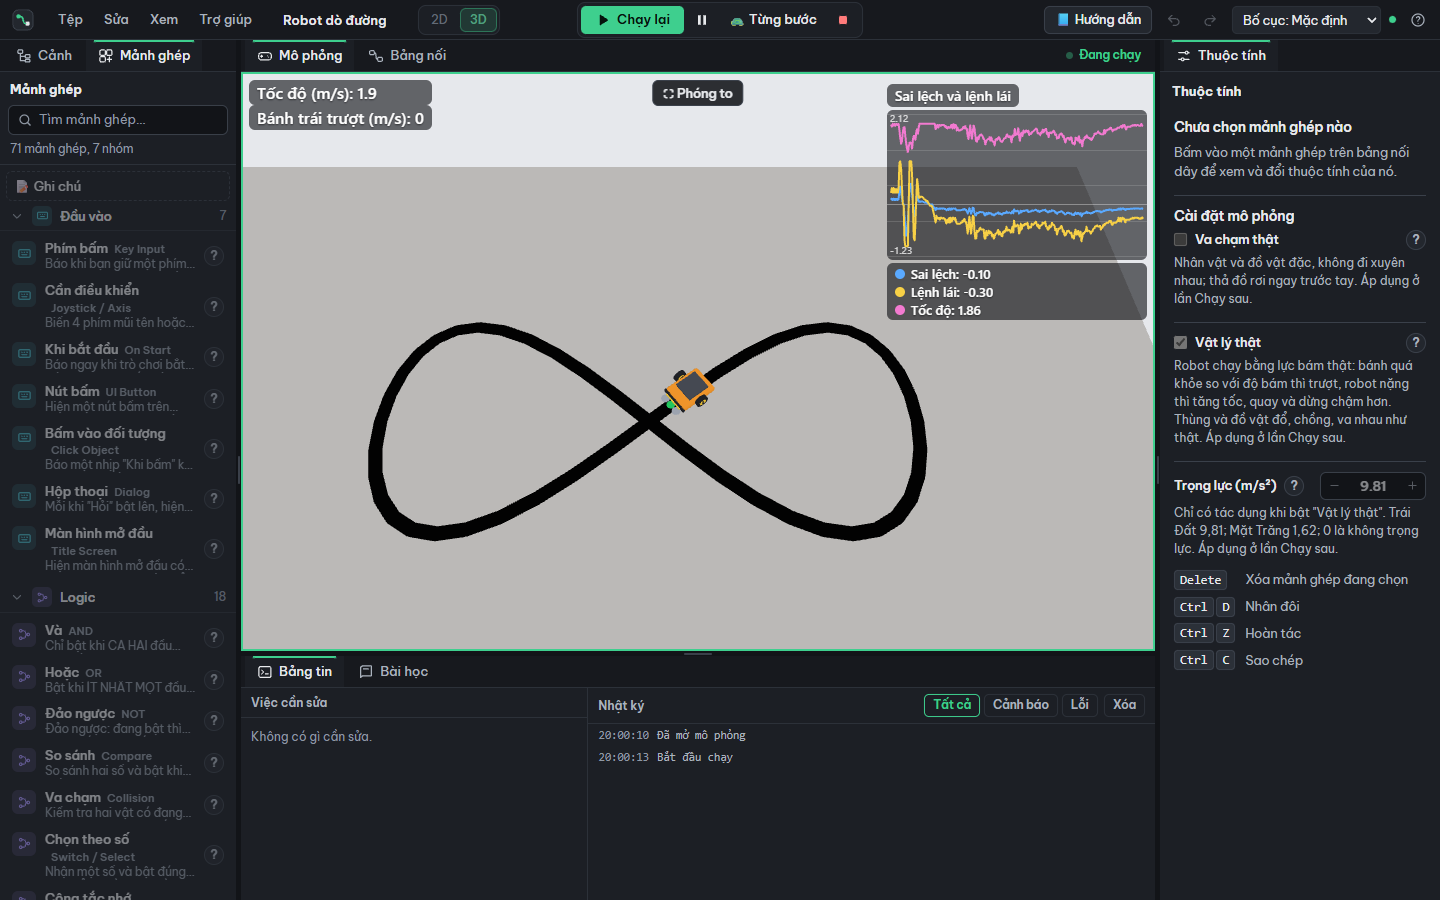 Tệp Sửa Xem Trợ giúp Robot dò đường 2D 3D Chạy lại Từng bước Hướng dẫn Bố cục: Mặc định
Cảnh Mảnh ghép
Mảnh ghép
Tìm mảnh ghép...
71 mảnh ghép, 7 nhóm
Ghi chú
Đầu vào 7
Phím bấm Key Input ?
Báo khi bạn giữ một phím...
Cần điều khiển
Joystick / Axis ?
Biến 4 phím mũi tên hoặc...
Khi bắt đầu On Start ?
Báo ngay khi trò chơi bắt...
Nút bấm UI Button ?
Hiện một nút bấm trên...
Bấm vào đối tượng
Click Object ?
Báo một nhịp "Khi bấm" k...
Hộp thoại Dialog ?
Mỗi khi "Hỏi" bật lên, hiện...
Màn hình mở đầu
Title Screen ?
Hiện màn hình mở đầu có...
Logic 18
Và AND ?
Chỉ bật khi CẢ HAI đầu...
Hoặc OR ?
Bật khi ÍT NHẤT MỘT đầu...
Đảo ngược NOT ?
Đảo ngược: đang bật thì...
So sánh Compare ?
So sánh hai số và bật khi...
Va chạm Collision ?
Kiểm tra hai vật có đang...
Chọn theo số
Switch / Select ?
Nhận một số và bật đúng...
Công tắc nhớ
Mô phỏng Bảng nối Đang chạy
Tốc độ (m/s): 1.9
Bánh trái trượt (m/s): 0
Phóng to
Sai lệch và lệnh lái
2.12
-1.23
Sai lệch: -0.10
Lệnh lái: -0.30
Tốc độ: 1.86
Bảng tin Bài học
Việc cần sửa
Không có gì cần sửa.
Nhật ký Tất cả Cảnh báo Lỗi Xóa
20:00:10 Đã mở mô phỏng
20:00:13 Bắt đầu chạy
Thuộc tính
Thuộc tính
Chưa chọn mảnh ghép nào
Bấm vào một mảnh ghép trên bảng nối
dây để xem và đổi thuộc tính của nó.
Cài đặt mô phỏng
Va chạm thật ?
Nhân vật và đồ vật đặc, không đi xuyên
nhau; thả đồ rơi ngay trước tay. Áp dụng ở
lần Chạy sau.
Vật lý thật ?
Robot chạy bằng lực bám thật: bánh quá
khỏe so với độ bám thì trượt, robot nặng
thì tăng tốc, quay và dừng chậm hơn.
Thùng và đồ vật đổ, chồng, va nhau như
thật. Áp dụng ở lần Chạy sau.
Trọng lực (m/s²) ? − 9.81 +
Chỉ có tác dụng khi bật "Vật lý thật". Trái
Đất 9,81; Mặt Trăng 1,62; 0 là không trọng
lực. Áp dụng ở lần Chạy sau.
Delete Xóa mảnh ghép đang chọn
Ctrl D Nhân đôi
Ctrl Z Hoàn tác
Ctrl C Sao chép